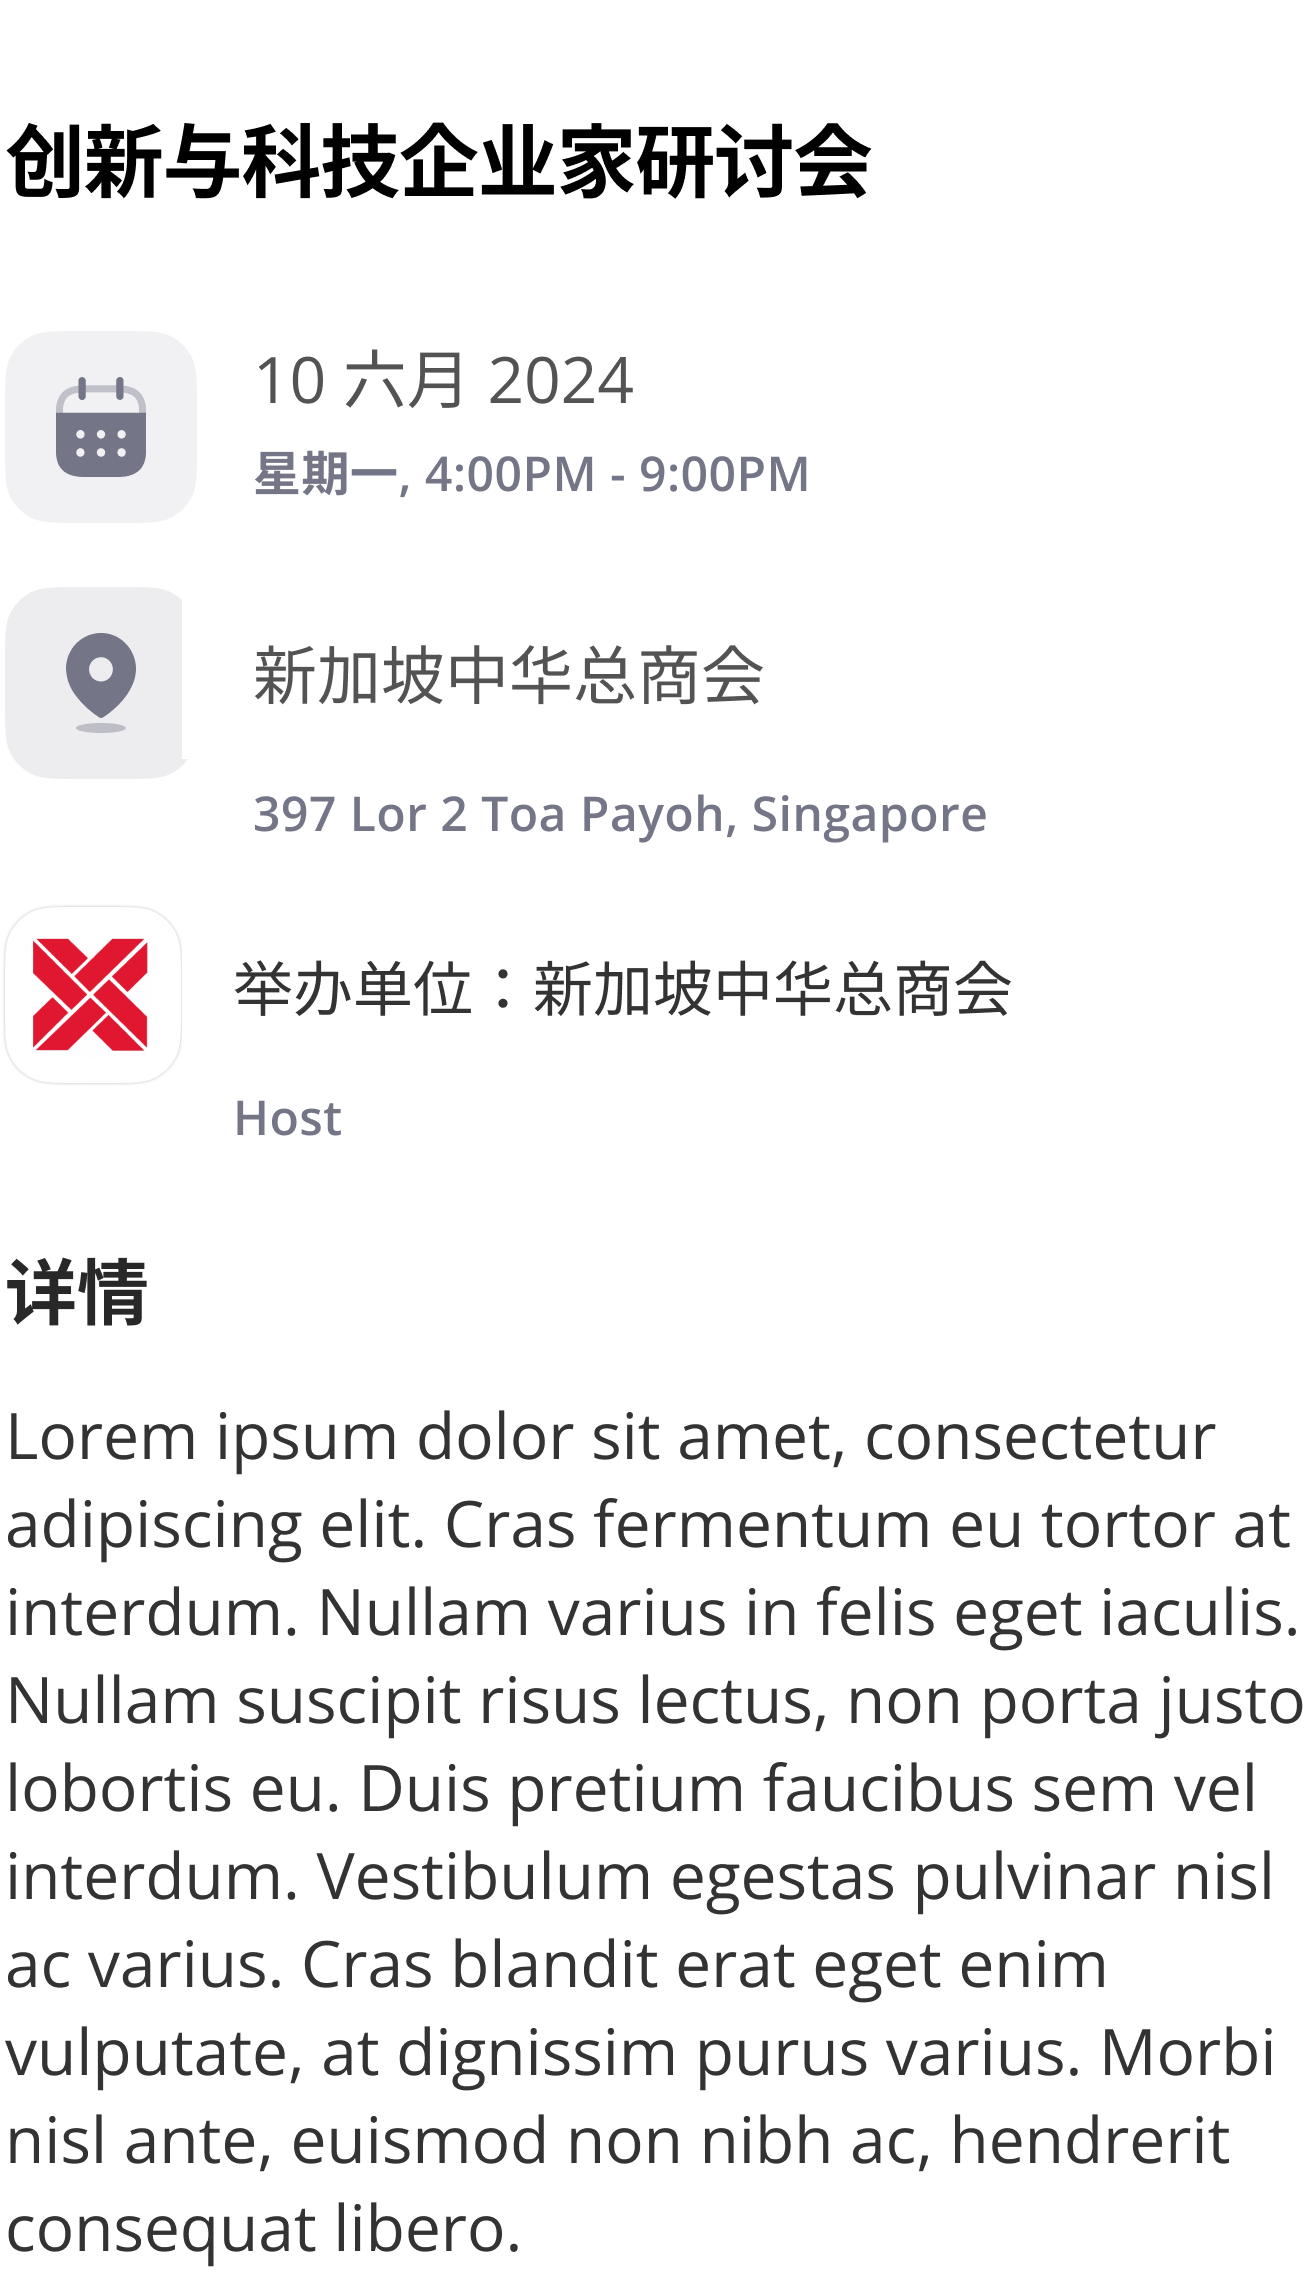 创新与科技企业家研讨会
10 六月 2024
星期一, 4:00PM - 9:00PM
新加坡中华总商会
397 Lor 2 Toa Payoh, Singapore
举办单位：新加坡中华总商会
Host
详情
Lorem ipsum dolor sit amet, consectetur
adipiscing elit. Cras fermentum eu tortor at
interdum. Nullam varius in felis eget iaculis.
Nullam suscipit risus lectus, non porta justo
lobortis eu. Duis pretium faucibus sem vel
interdum. Vestibulum egestas pulvinar nisl
ac varius. Cras blandit erat eget enim
vulputate, at dignissim purus varius. Morbi
nisl ante, euismod non nibh ac, hendrerit
consequat libero.